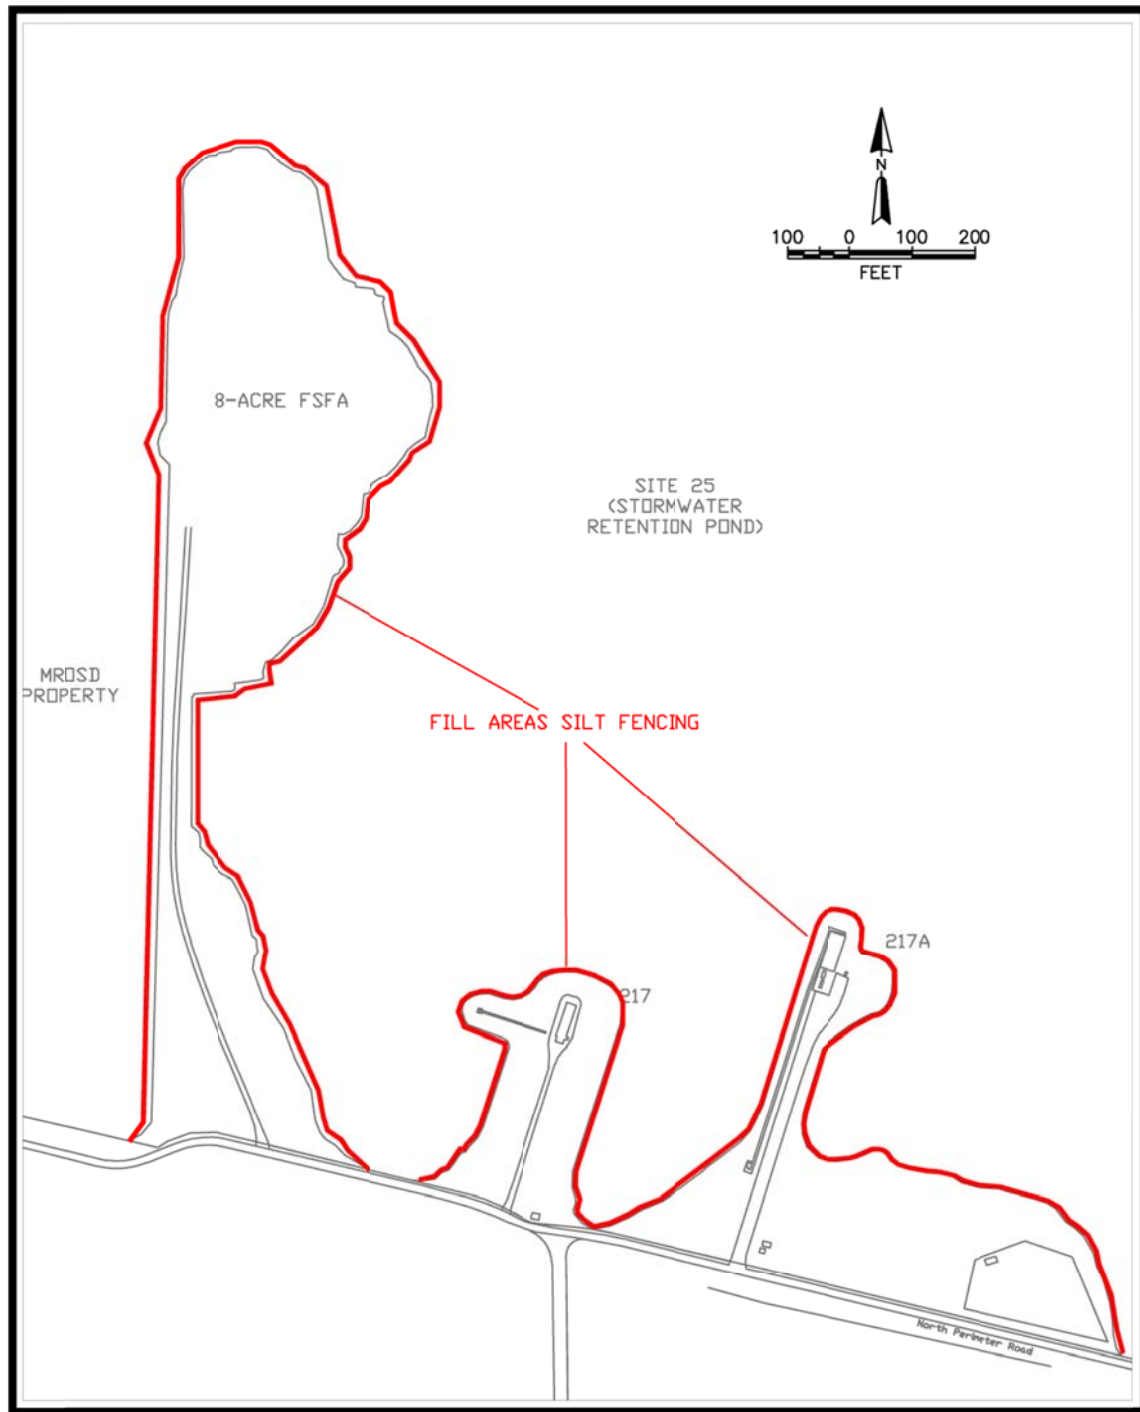 N
100 0 100 200
FEET
8-ACRE FSFA
SITE 25
(STORMWATER
RETENTION POND)
MROSD
PROPERTY
FILL AREAS SILT FENCING
217A
217
North Perimeter Road